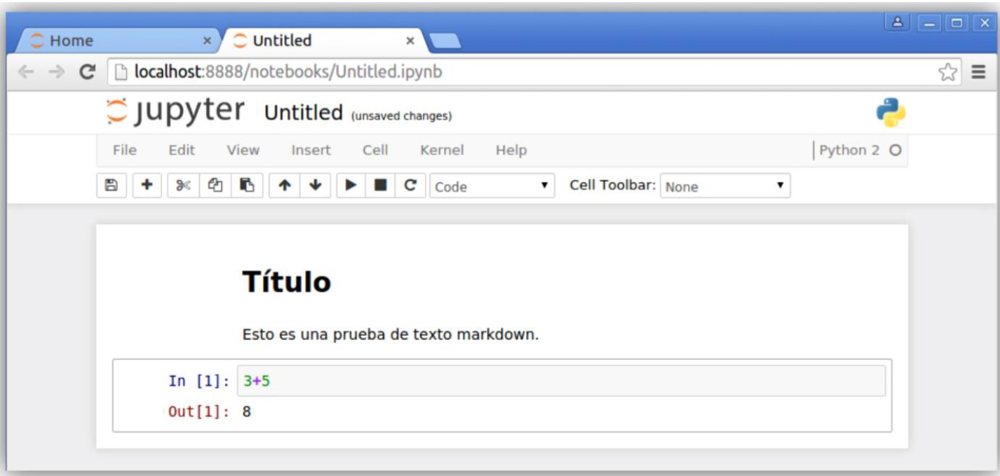 Home Untitled
localhost:8888/notebooks/Untitled.ipynb
jupyter Untitled (unsaved changes)
File Edit View Insert Cell Kernel Help Python 2
Code Cell Toolbar: None
Título
Esto es una prueba de texto markdown.
In [1]: 3+5
Out[1]: 8